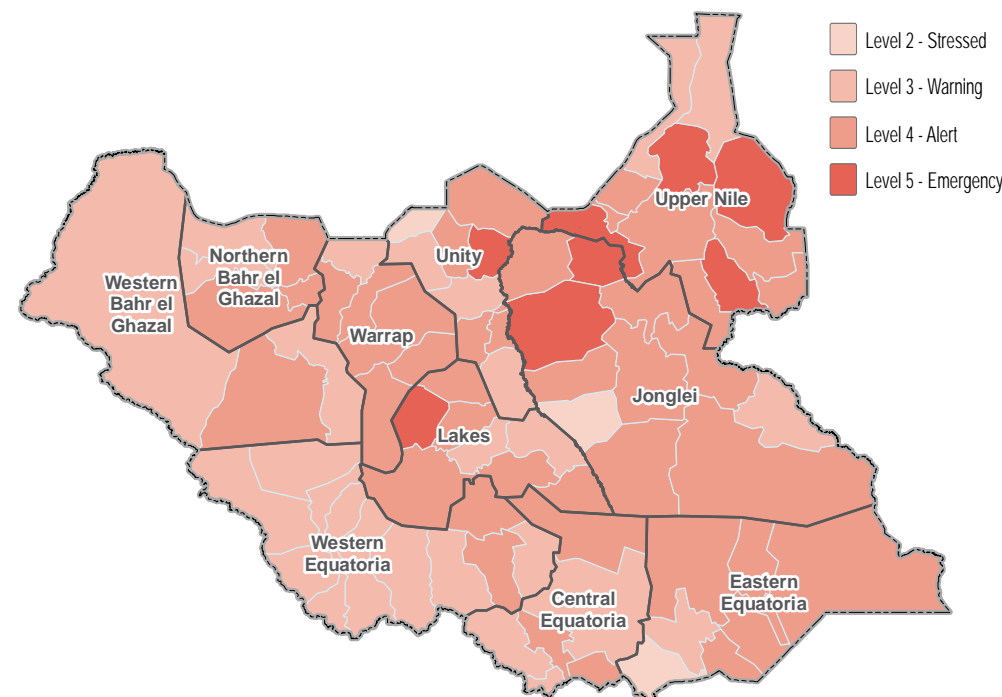 Level 2 - Stressed
Level 3 - Warning
Level 4 - Alert
Level 5 - Emergency
Upper Nile
Unity
Northern
Bahr el
Ghazal
Western
Bahr el
Ghazal
Warrap
Jonglei
Lakes
Western
Equatoria
Eastern
Equatoria
Central
Equatoria